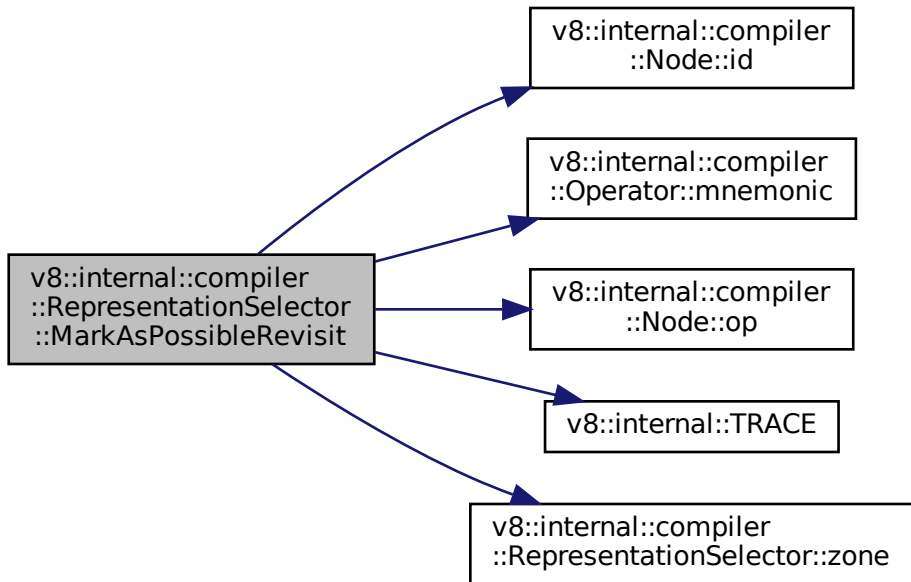 v8::internal::compiler
::Node::id
v8::internal::compiler
::Operator::mnemonic
v8::internal::compiler
::RepresentationSelector
::MarkAsPossibleRevisit
v8::internal::compiler
::Node::op
v8::internal::TRACE
v8::internal::compiler
::RepresentationSelector::zone